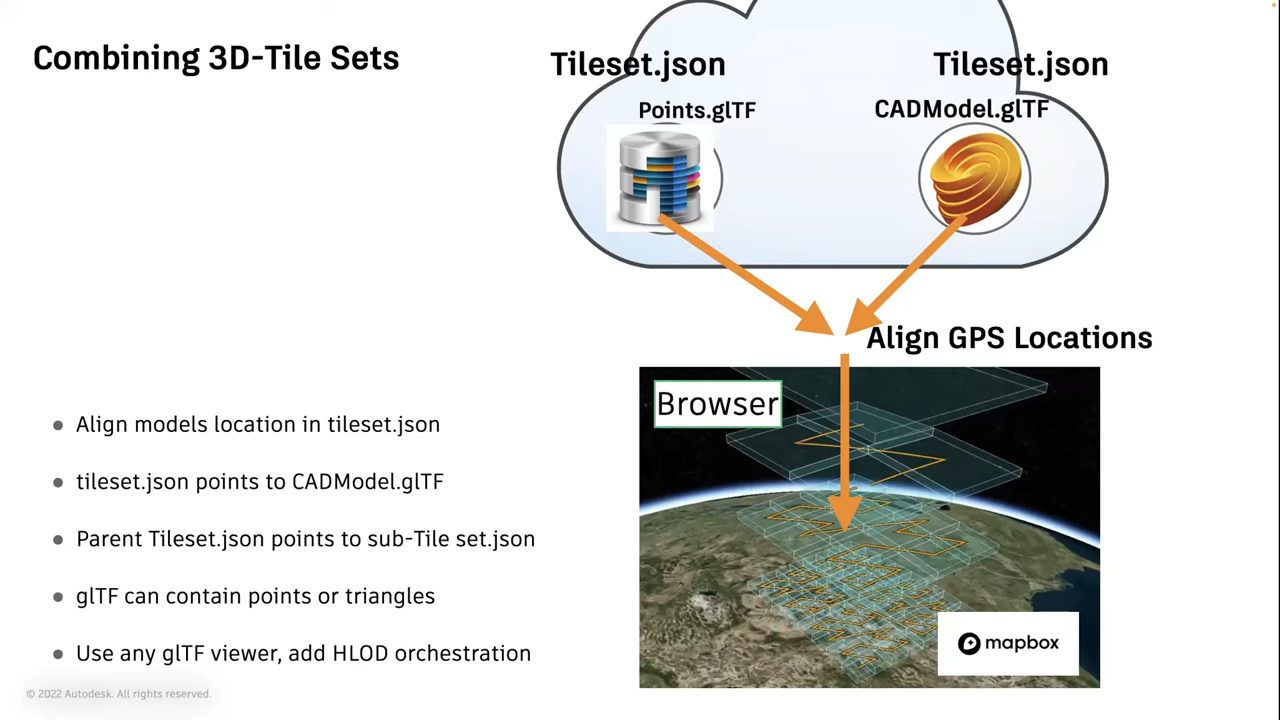 Combining 3D-Tile Sets
Tileset.json
Tileset.json
Points.glTF
CADModel.glTF
Align GPS Locations
Browser
Align models location in tileset.json
tileset.json points to CADModel.glTF
Parent Tileset.json points to sub-Tile set.json
glTF can contain points or triangles
Use any glTF viewer, add HLOD orchestration
mapbox
© 2022 Autodesk. All rights reserved.